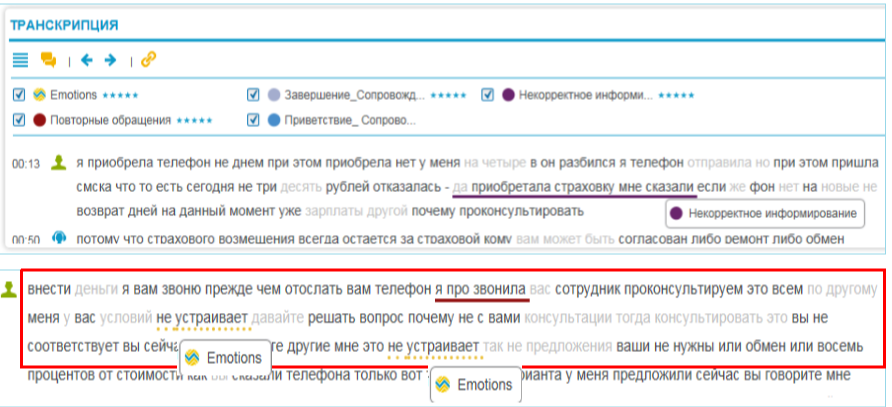 ТРАНСКРИПЦИЯ
Emotions ★★★★★ Завершение_Сопровожд... ★★★★★ Некорректное информи... ★★★★★
Повторные обращения ★★★★★ Приветствие_ Сопрово...
00:13 я приобрела телефон не днем при этом приобрела нет у меня на четыре в он разбился я телефон отправила но при этом пришла
смска что то есть сегодня не три десять рублей отказалась - да приобретала страховку мне сказали если же фон нет на новые не
возврат дней на данный момент уже зарплаты другой почему проконсультировать
Некорректное информирование
00:50 потому что страхового возмещения всегда остается за страховой кому вам может быть согласован либо ремонт либо обмен
внести деньги я вам звоню прежде чем отослать вам телефон я про звонила вас сотрудник проконсультируем это всем по другому
меня у вас условий не устраивает давайте решать вопрос почему не с вами консультации тогда консультировать это вы не
соответствует вы сейча ге другие мне это не устраивает так не предложения ваши не нужны или обмен или восемь
Emotions
процентов от стоимости как вы сказали телефона только вот рианта у меня предложили сейчас вы говорите мне
Emotions